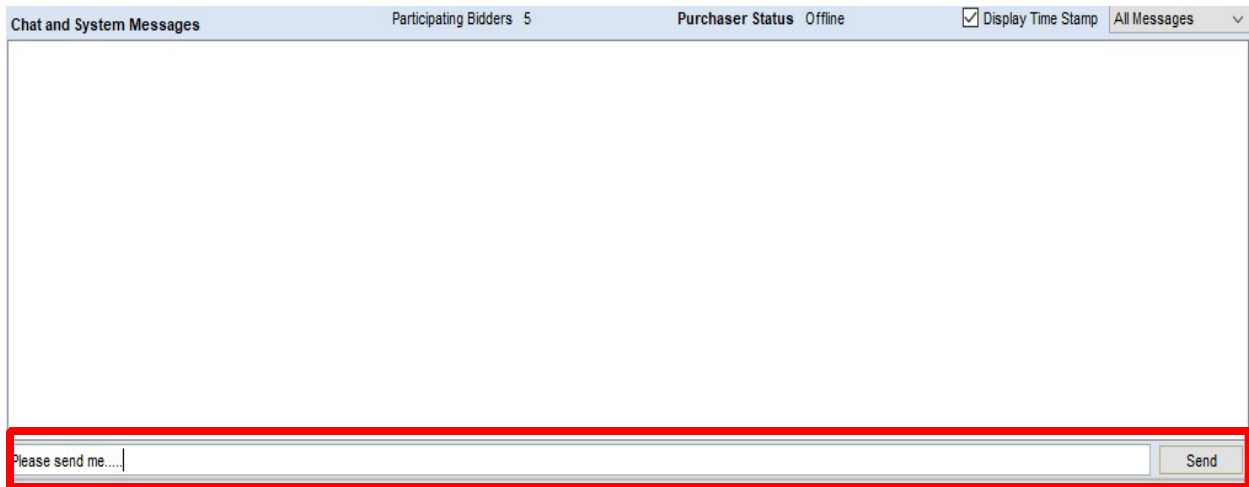 Chat and System Messages Participating Bidders 5 Purchaser Status Offline Display Time Stamp All Messages
Please send me..... Send